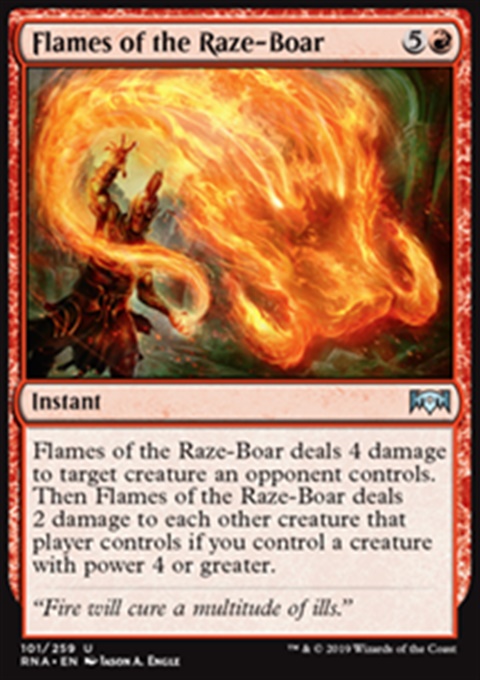 Flames of the Raze-Boar 5
Instant
Flames of the Raze-Boar deals 4 damage
to target creature an opponent controls.
Then Flames of the Raze-Boar deals
2 damage to each other creature that
player controls if you control a creature
with power 4 or greater.
“Fire will cure a multitude of ills.”
101/259 U
™ & © 2019 Wizards of the Coast
RNA • EN Jason A. Engle